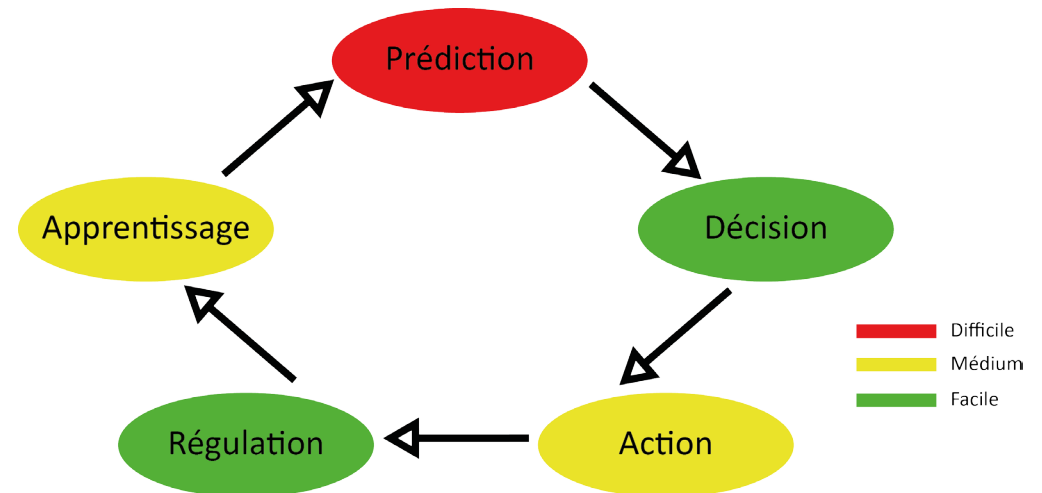 Prédiction
Apprentissage
Décision
Difficile
Médium
Facile
Régulation
Action